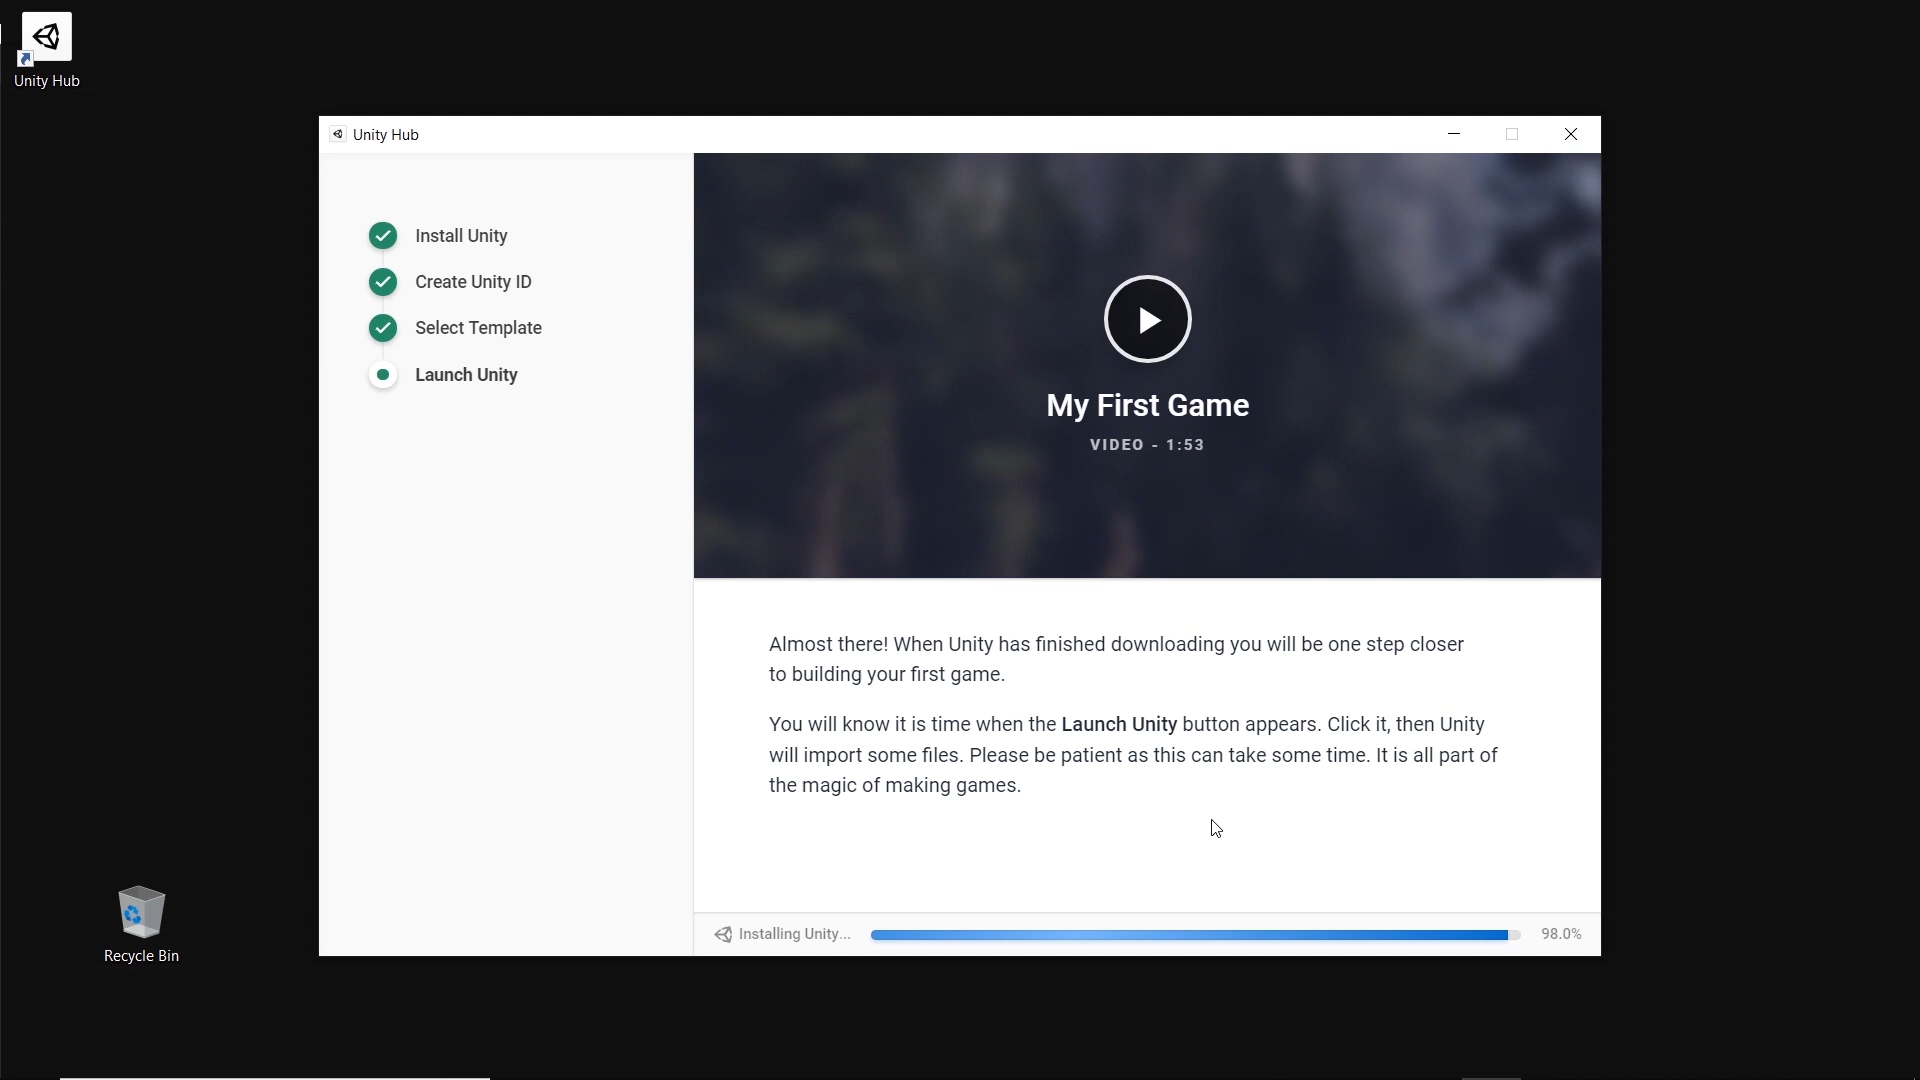 Unity Hub
Unity Hub
Install Unity
Create Unity ID
Select Template
Launch Unity
My First Game
VIDEO - 1:53
Almost there! When Unity has finished downloading you will be one step closer
to building your first game.
You will know it is time when the Launch Unity button appears. Click it, then Unity
will import some files. Please be patient as this can take some time. It is all part of
the magic of making games.
Installing Unity...
98.0%
Recycle Bin